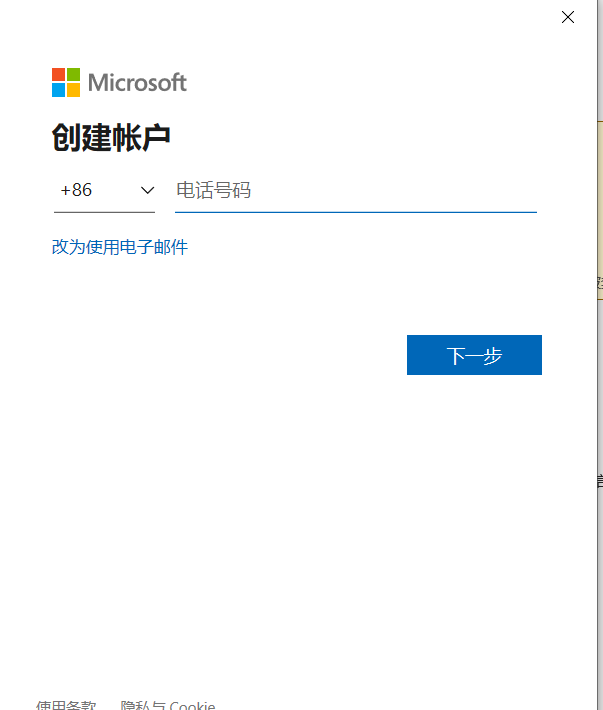 Microsoft
创建帐户
+86 电话号码
改为使用电子邮件
下一步
使用条款 隐私与 Cookie